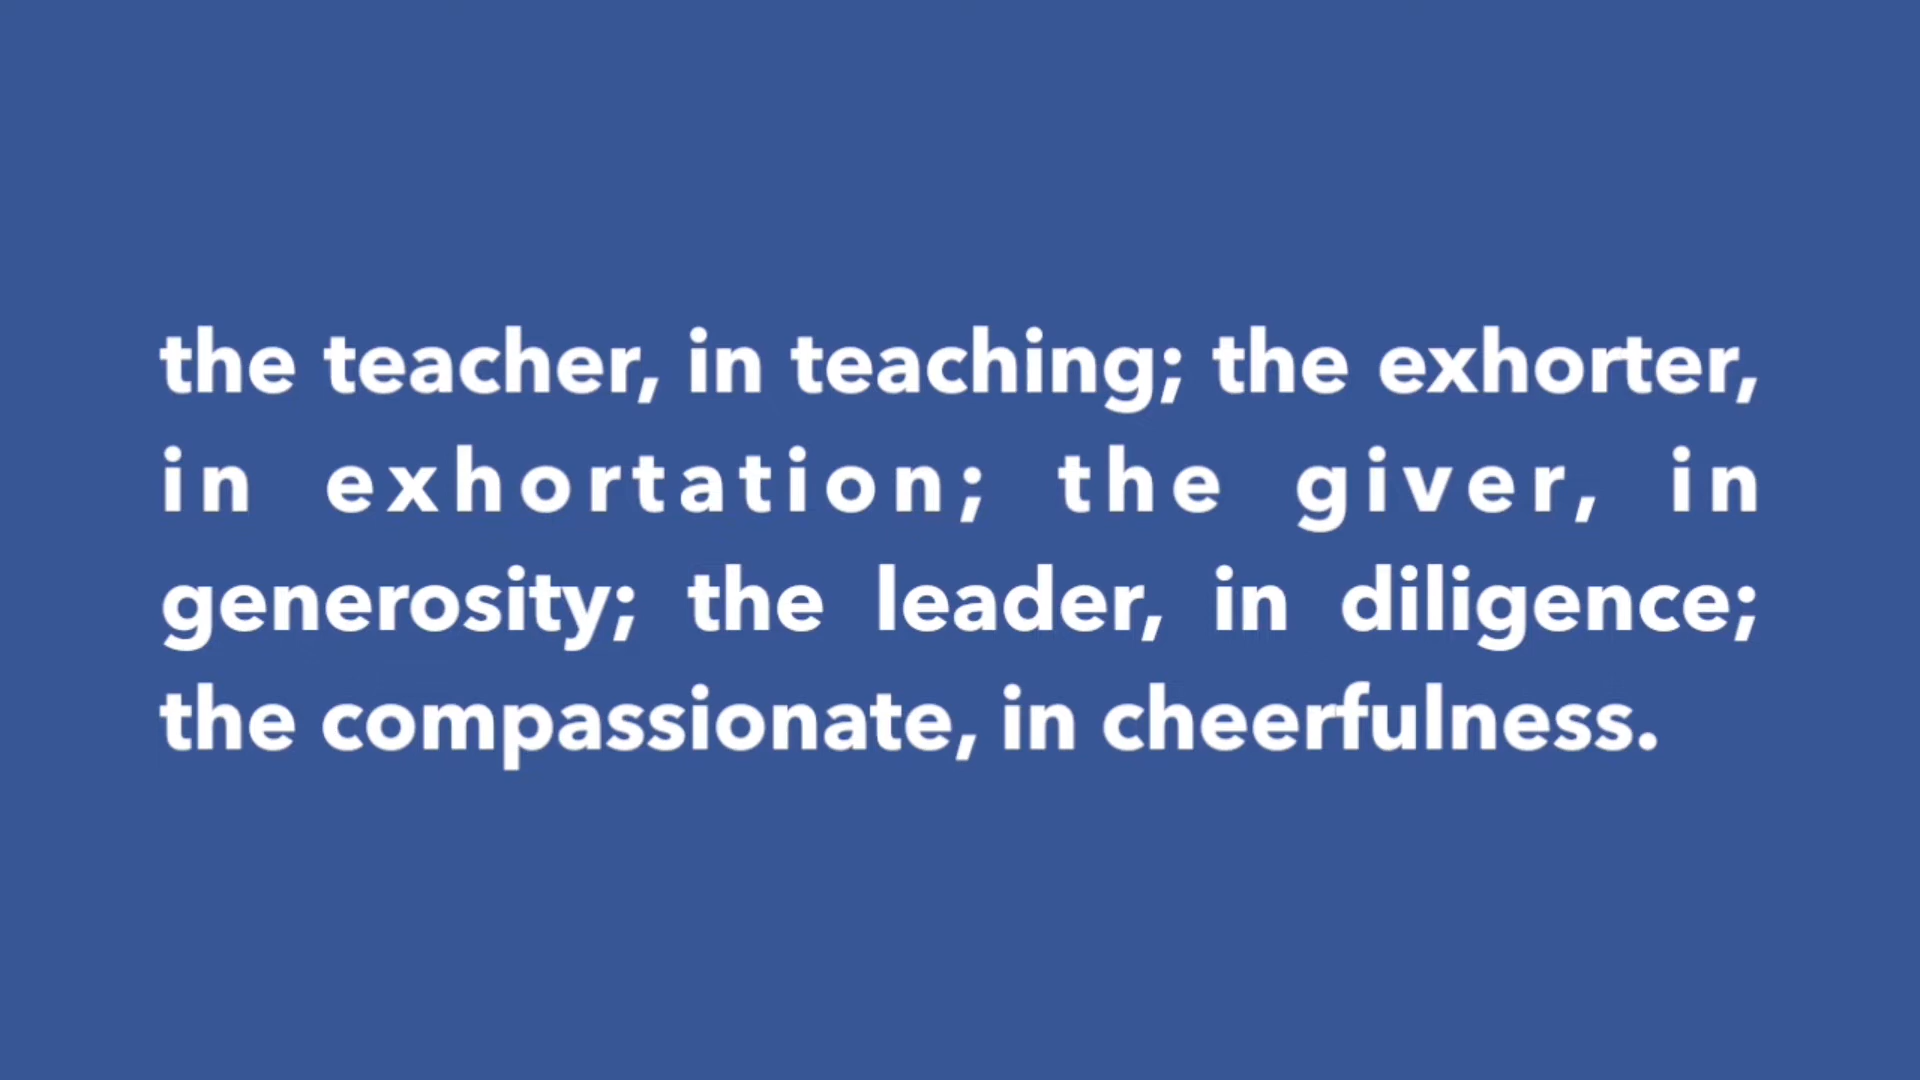 the teacher, in teaching; the exhorter,
in exhortation; the giver, in
generosity; the leader, in diligence;
the compassionate, in cheerfulness.